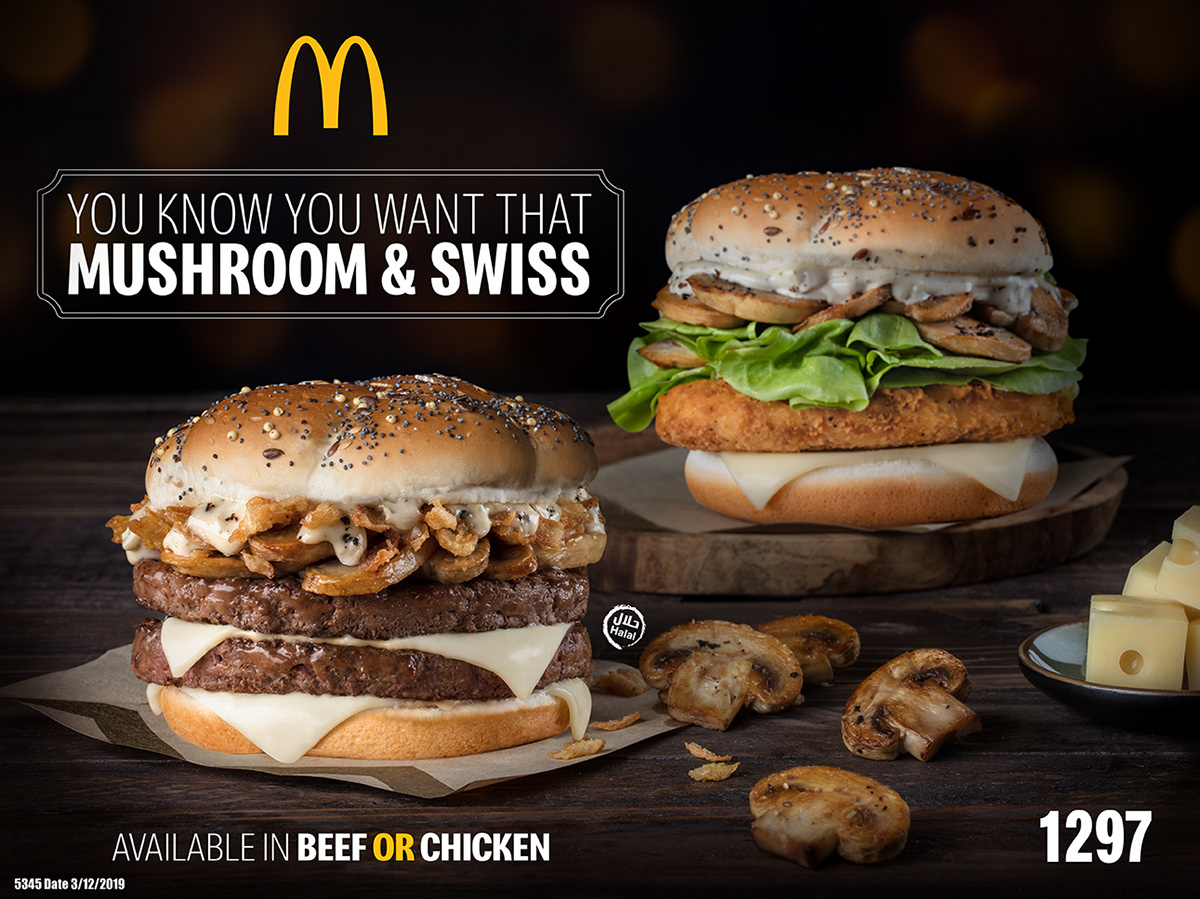 YOU KNOW YOU WANT THAT
MUSHROOM & SWISS
حلال
Halal
AVAILABLE IN BEEF OR CHICKEN
1297
5345 Date 3/12/2019